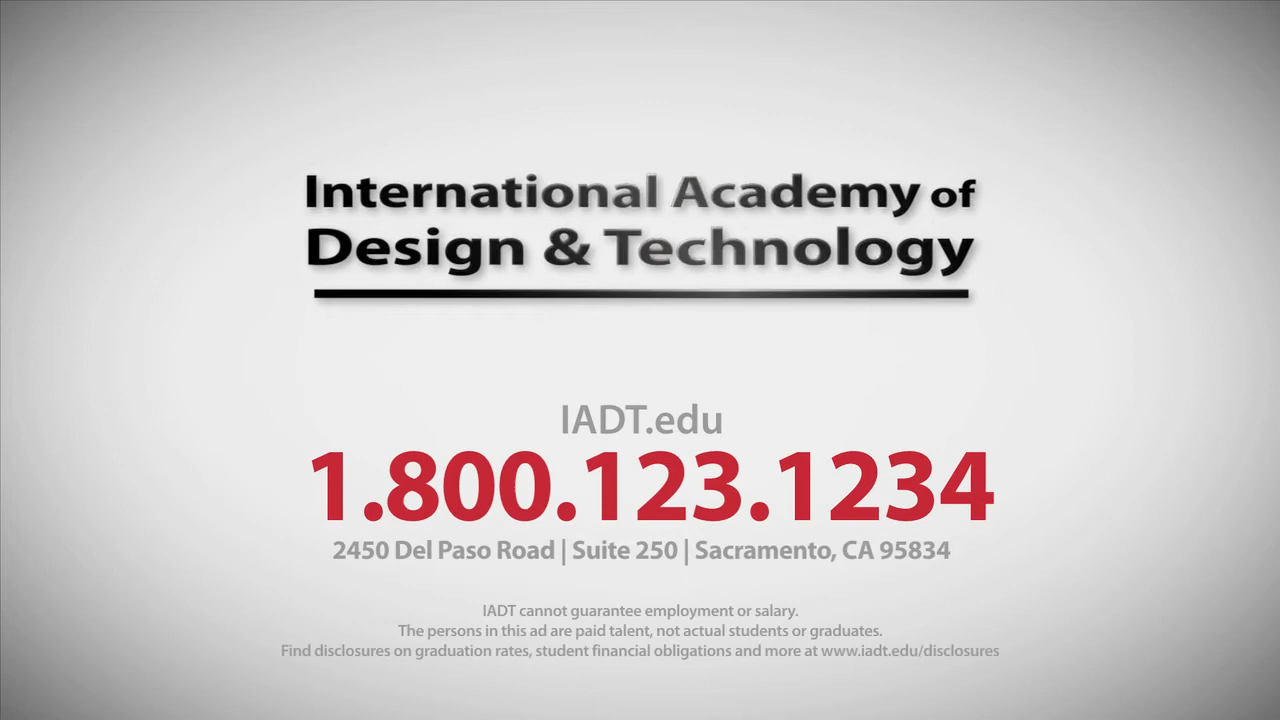 International Academy of
Design & Technology
IADT.edu
1.800.123.1234
2450 Del Paso Road | Suite 250 | Sacramento, CA 95834
IADT cannot guarantee employment or salary.
The persons in this ad are paid talent, not actual students or graduates.
Find disclosures on graduation rates, student financial obligations and more at www.iadt.edu/disclosures